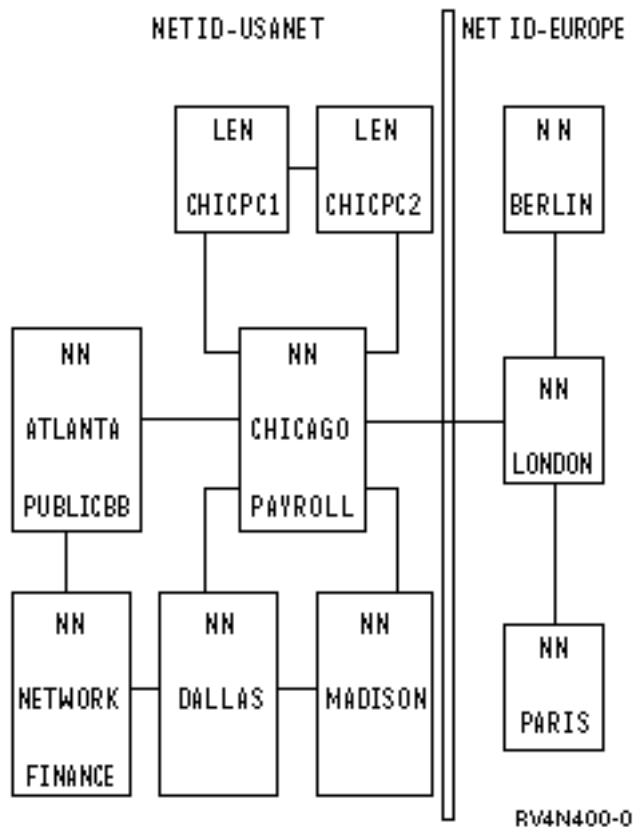 NETID-USANET
NET ID-EUROPE
LEN
CHICPC1
LEN
CHICPC2
N N
BERLIN
NN
ATLANTA
PUBLICBB
NN
CHICAGO
PAYROLL
NN
LONDON
NN
NETWORK
FINANCE
NN
DALLAS
NN
MADISON
NN
PARIS
RV4N400-0